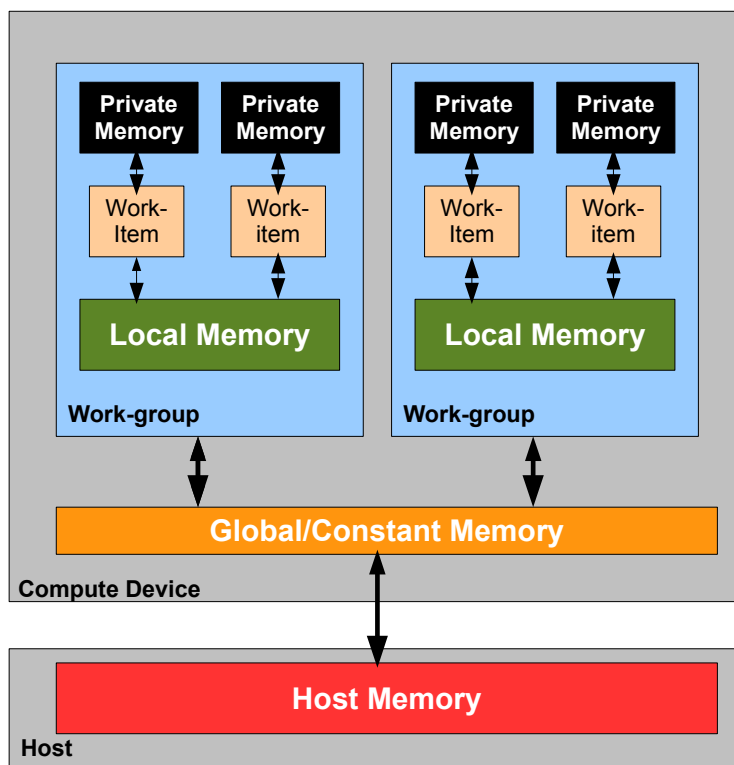 Private Memory
Private Memory
Private Memory
Private Memory
Work-Item
Work-item
Work-Item
Work-item
Local Memory
Local Memory
Work-group
Work-group
Global/Constant Memory
Compute Device
Host Memory
Host